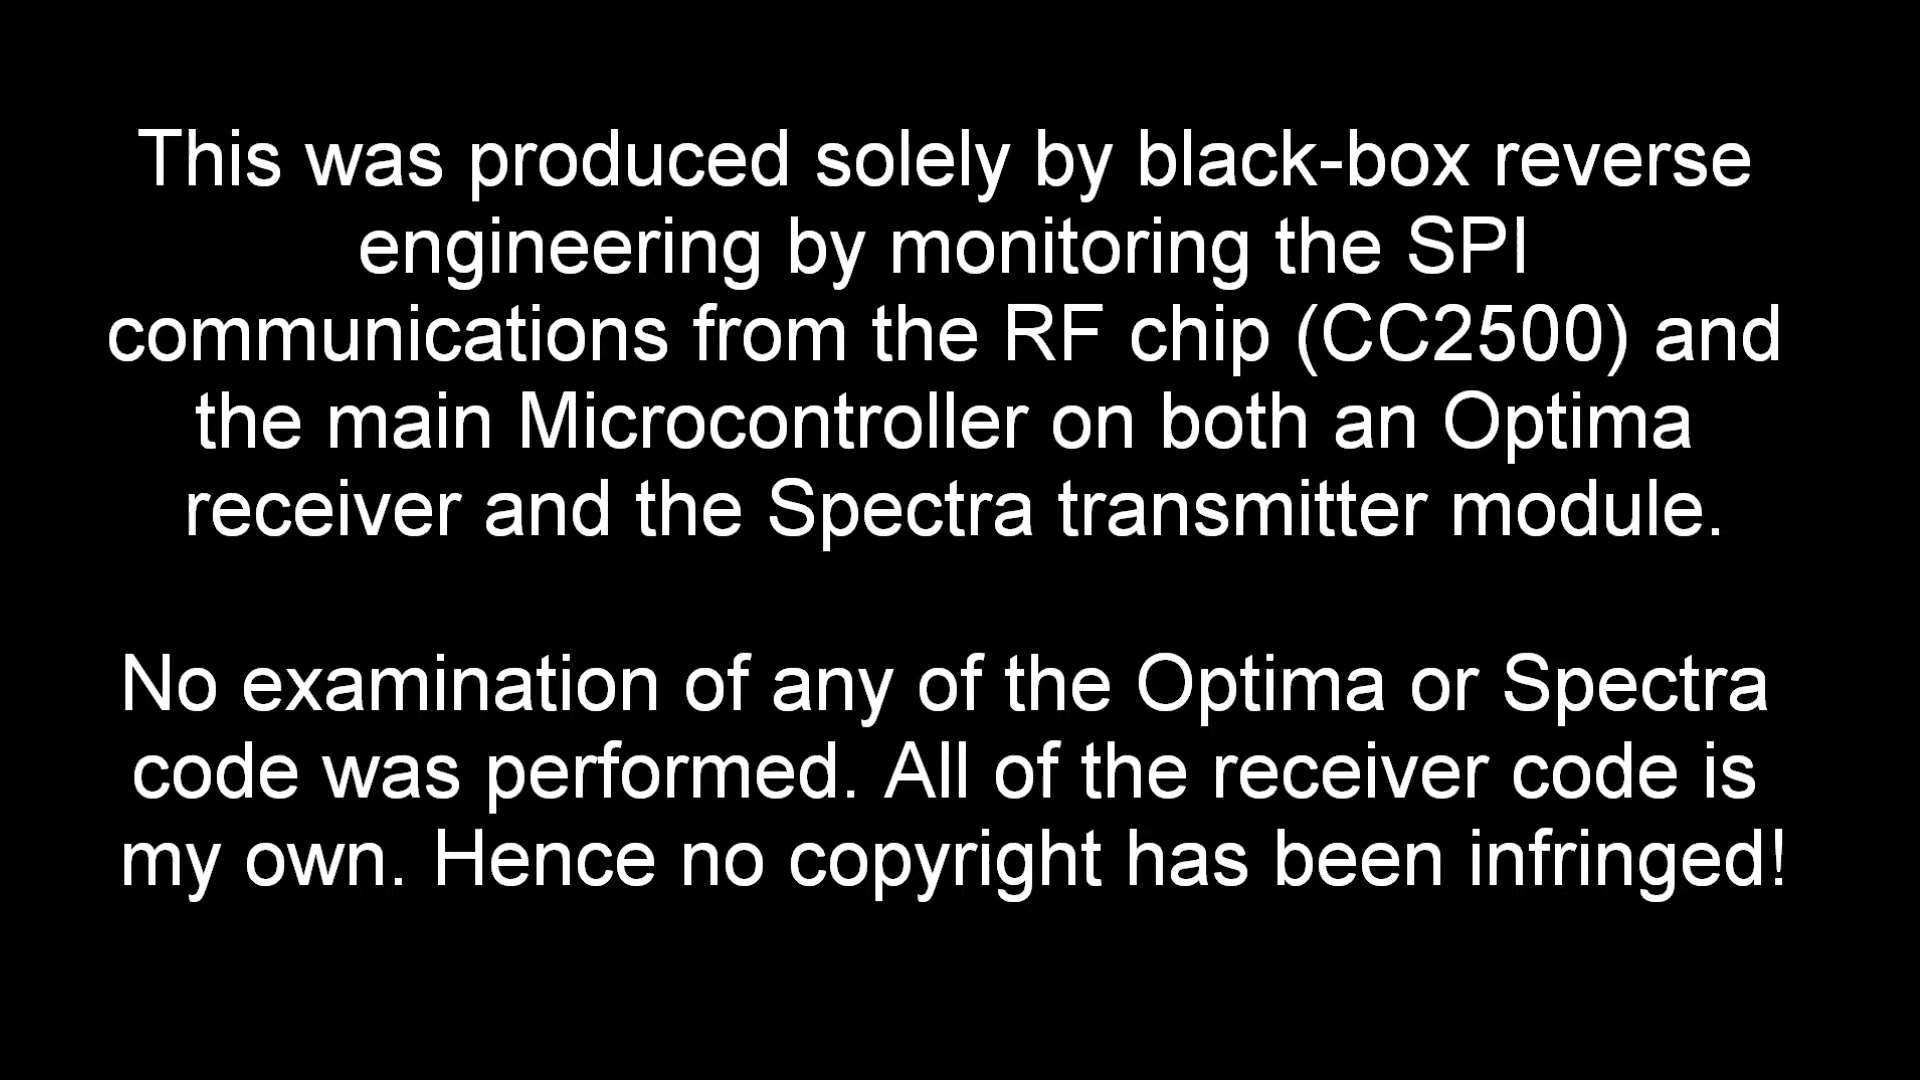 This was produced solely by black-box reverse
engineering by monitoring the SPI
communications from the RF chip (CC2500) and
the main Microcontroller on both an Optima
receiver and the Spectra transmitter module.
No examination of any of the Optima or Spectra
code was performed. All of the receiver code is
my own. Hence no copyright has been infringed!